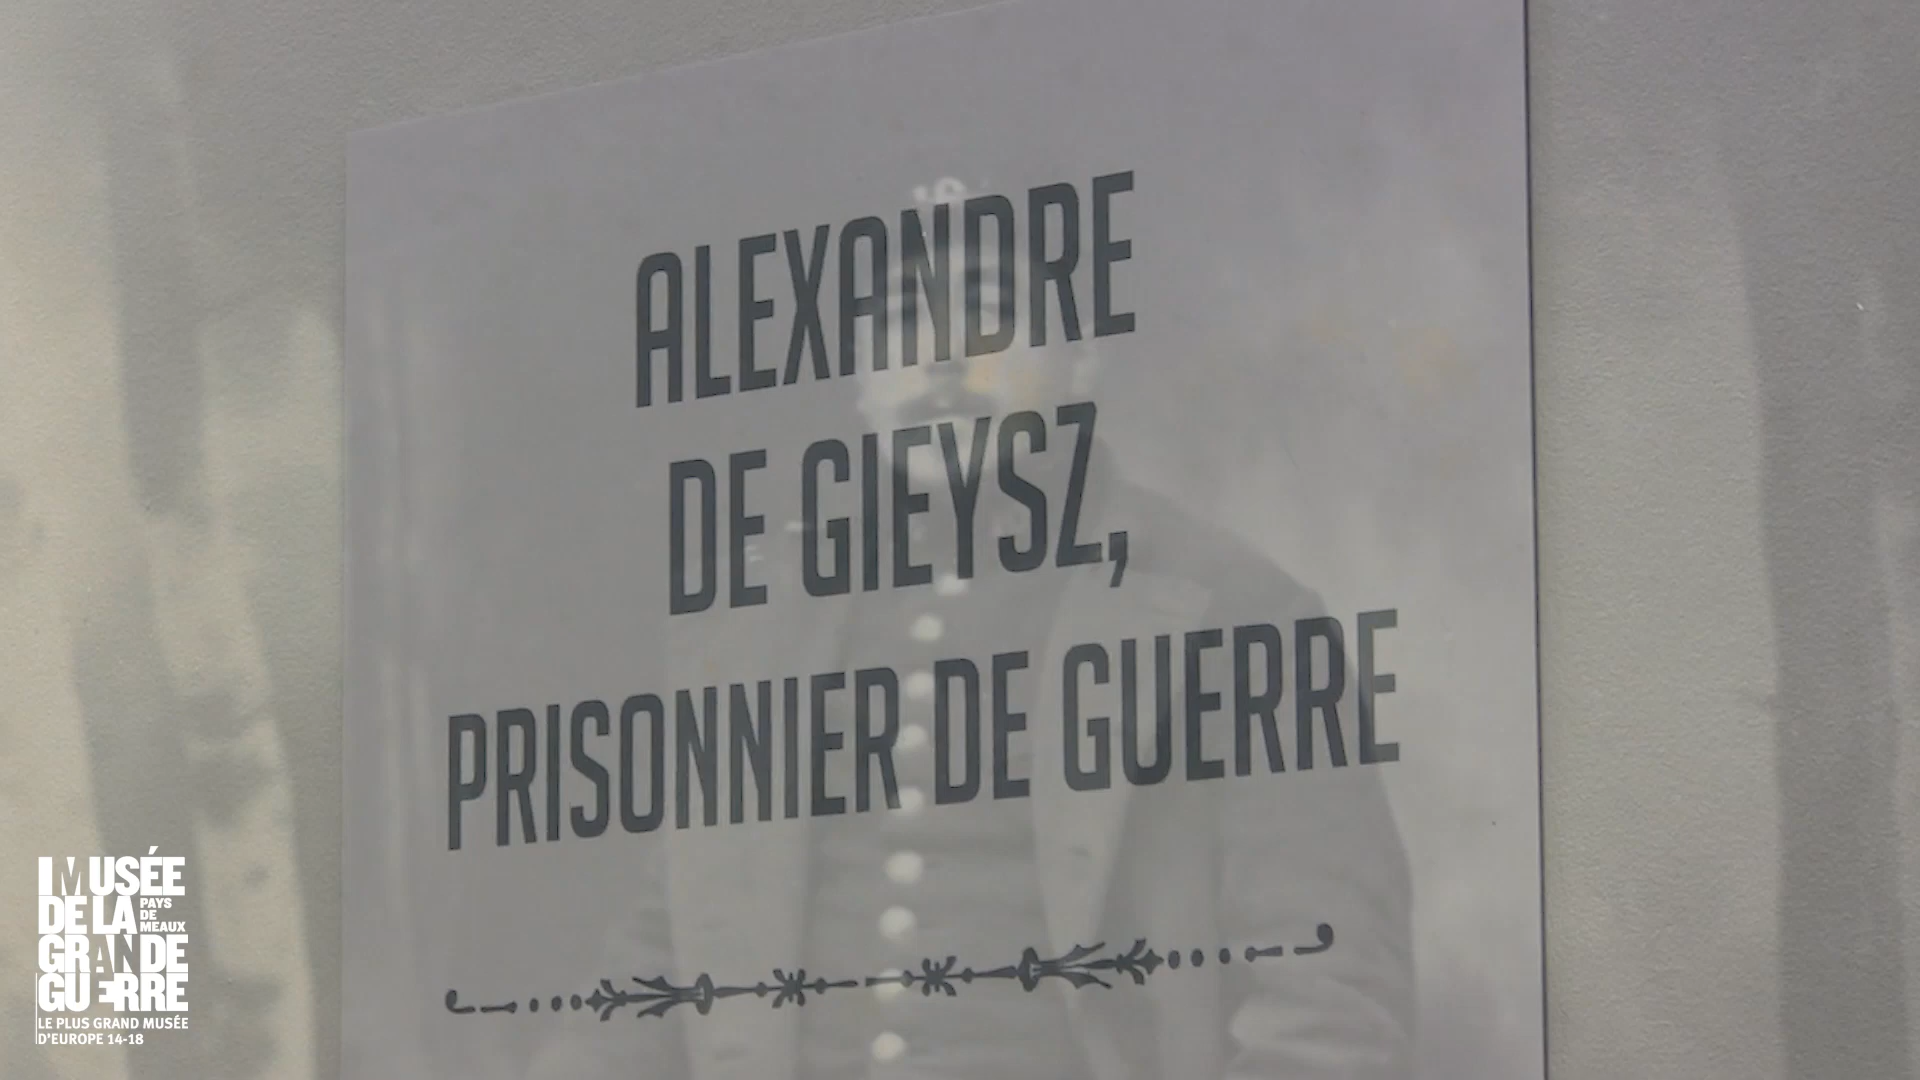 ALEXANDRE
DE GIEYSZ,
PRISONNIER DE GUERRE
MUSÉE
DE LA
PAYS
DE
MEAUX
GRANDE
GUERRE
LE PLUS GRAND MUSÉE
D'EUROPE 14-18